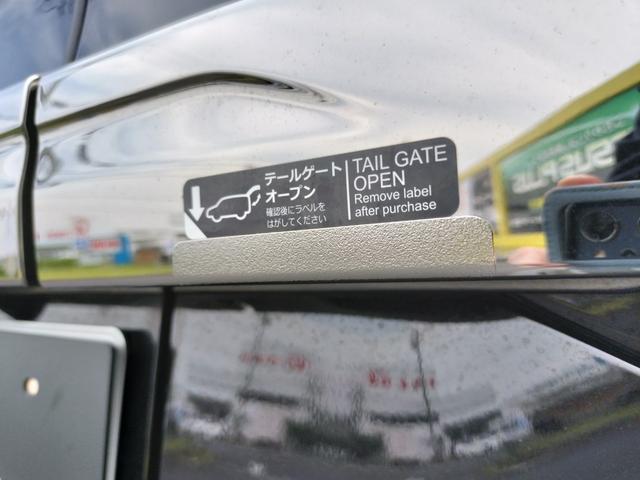 テールゲート
オープン
確認後にラベルを
はがしてください
TAIL GATE
OPEN
Remove label
after purchase